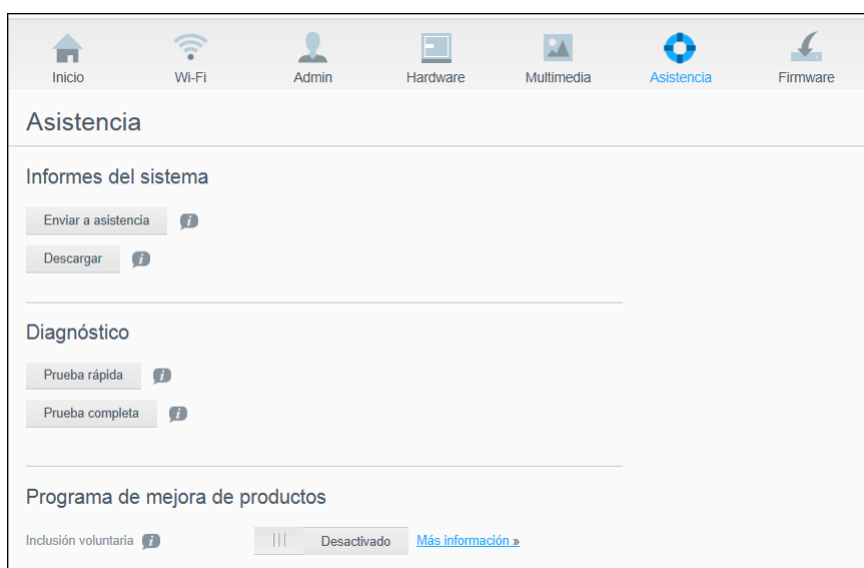 Inicio Wi-Fi Admin Hardware Multimedia Asistencia Firmware
Asistencia
Informes del sistema
Enviar a asistencia
Descargar
Diagnóstico
Prueba rápida
Prueba completa
Programa de mejora de productos
Inclusión voluntaria Desactivado Más información »